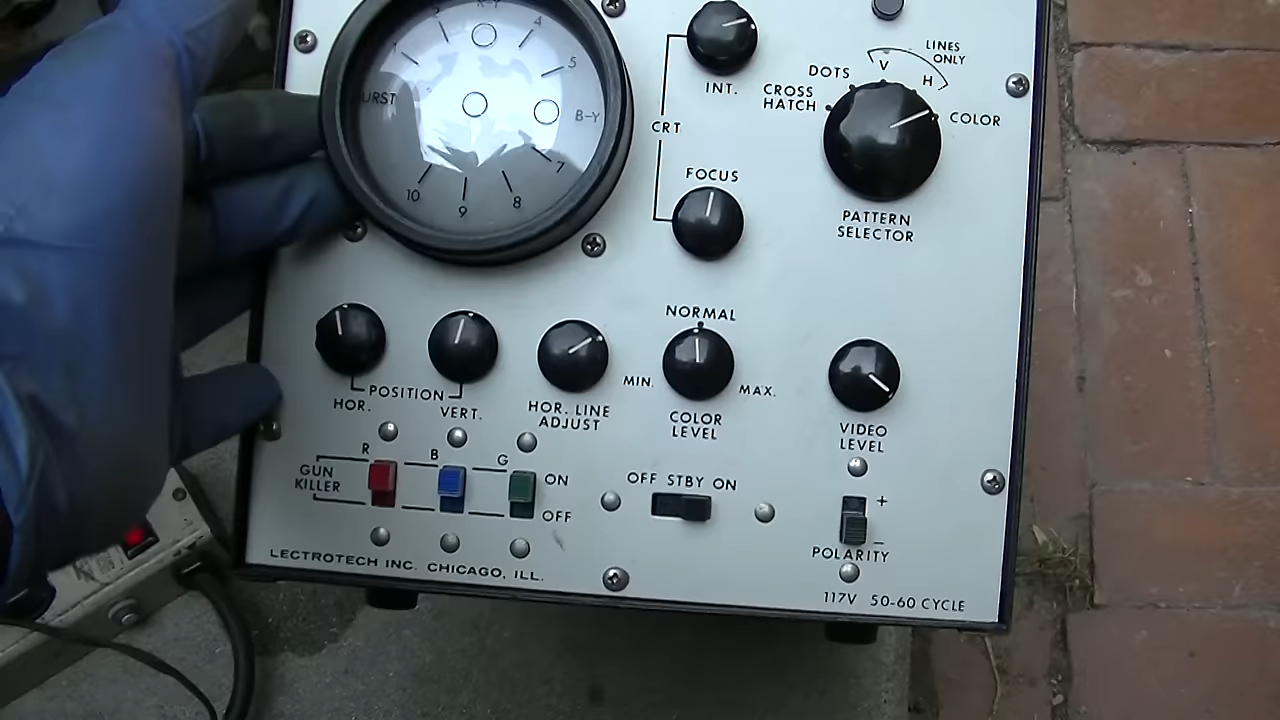 4
5
B-Y
7
8
9
10
INT.
CRT
FOCUS
LINES
ONLY
V
H
DOTS
CROSS
HATCH
COLOR
PATTERN
SELECTOR
NORMAL
MIN.
MAX.
COLOR
LEVEL
POSITION
HOR.
VERT.
HOR. LINE
ADJUST
VIDEO
LEVEL
R
B
G
GUN
KILLER
ON
OFF
OFF STBY ON
+
–
POLARITY
LECTROTECH INC. CHICAGO, ILL.
117V 50-60 CYCLE